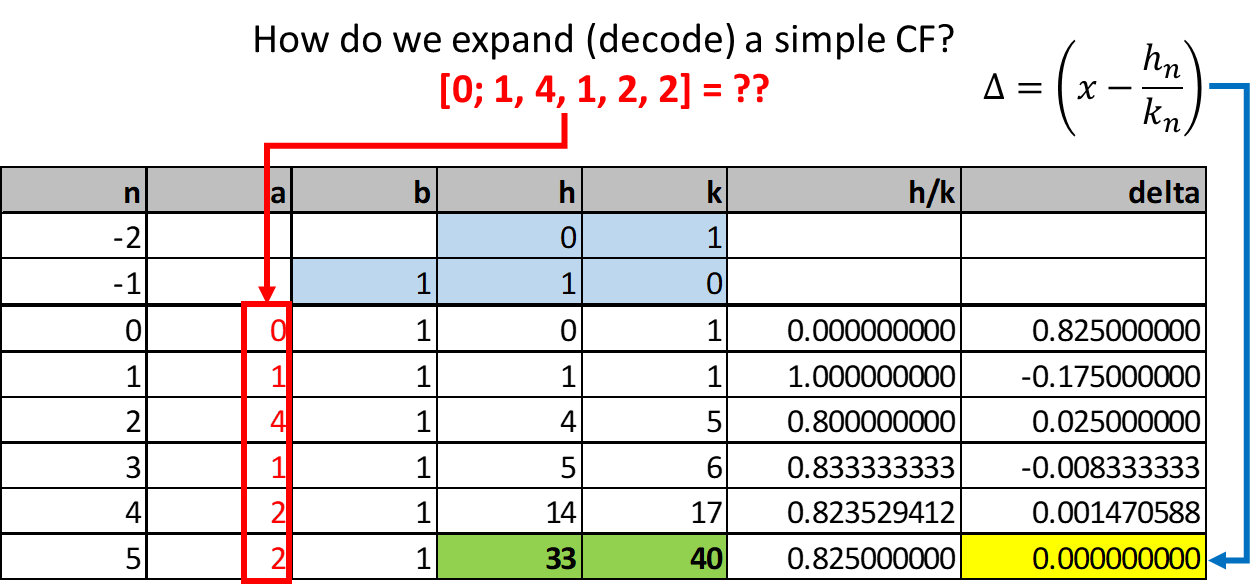 How do we expand (decode) a simple CF?
[0; 1, 4, 1, 2, 2] = ??
Δ = (x − hₙ/kₙ)
n a b h k h/k delta
-2 0 1
-1 1 1 0
0 0 1 0 1 0.000000000 0.825000000
1 1 1 1 1 1.000000000 -0.175000000
2 4 1 4 5 0.800000000 0.025000000
3 1 1 5 6 0.833333333 -0.008333333
4 2 1 14 17 0.823529412 0.001470588
5 2 1 33 40 0.825000000 0.000000000